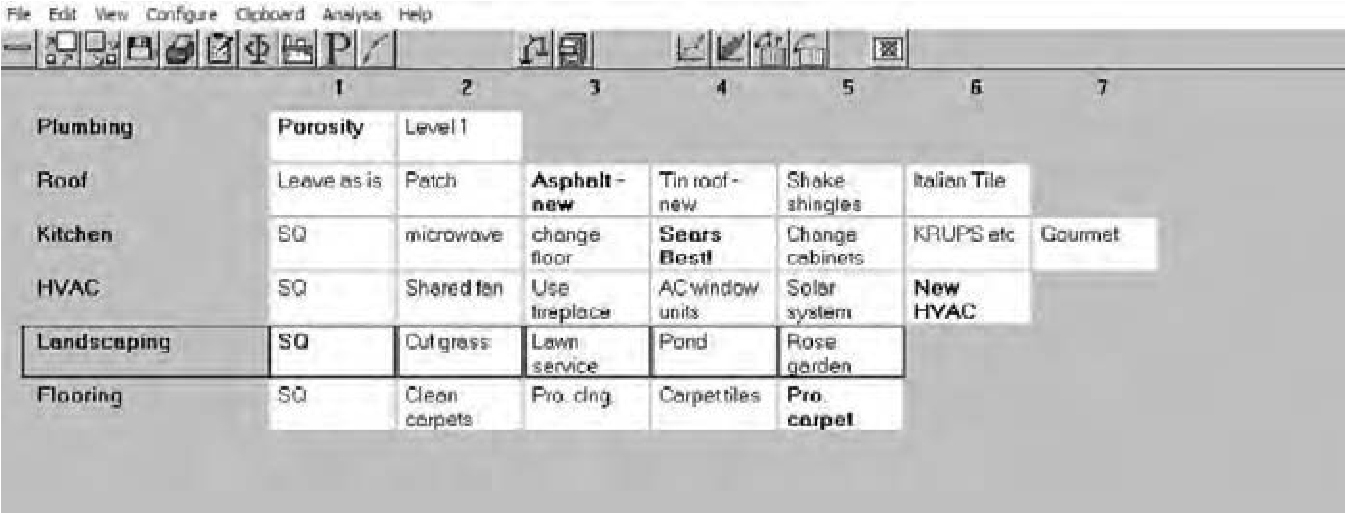 File Edit View Configure Clipboard Analysis Help
P
1 2 3 4 5 6 7
Plumbing Porosity Level 1
Roof Leave as is Patch Asphalt - Tin roof - Shake Italian Tile
new new shingles
Kitchen SQ microwave change Sears Change KRUPS etc Gourmet
floor Best! cabinets
HVAC SQ Shared fan Use AC window Solar New
fireplace units system HVAC
Landscaping SQ Cut grass Lawn Pond Rose
service garden
Flooring SQ Clean Pro. clng. Carpet tiles Pro.
carpets carpet